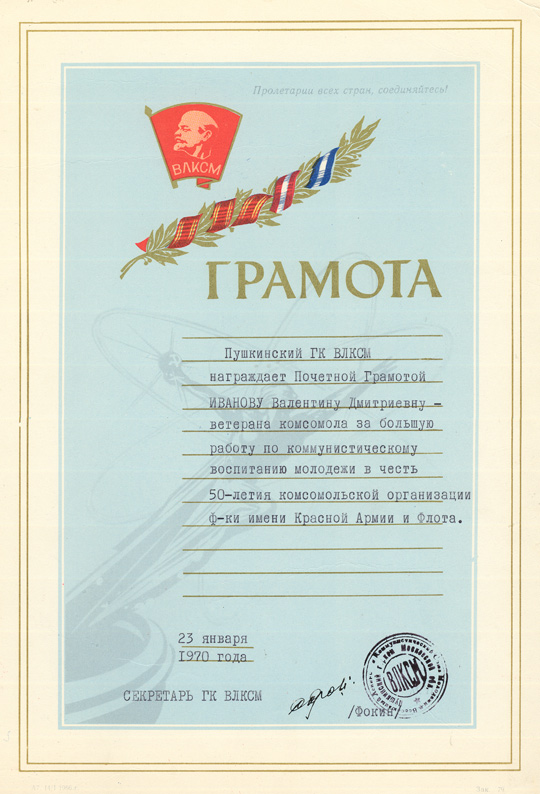 Пролетарии всех стран, соединяйтесь!
ВЛКСМ
ГРАМОТА
Пушкинский ГК ВЛКСМ
награждает Почетной Грамотой
ИВАНОВУ Валентину Дмитриевну –
ветерана комсомола за большую
работу по коммунистическому
воспитанию молодежи в честь
50-летия комсомольской организации
Ф-ки имени Красной Армии и Флота.
23 января
1970 года
СЕКРЕТАРЬ ГК ВЛКСМ
/Фокин/
ВЛКСМ